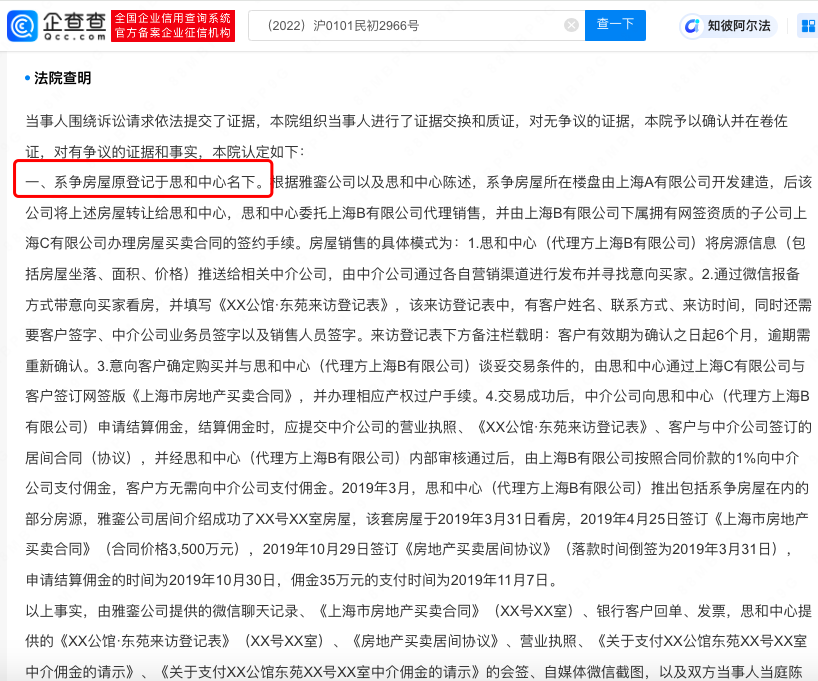 企查查
Qcc.com
全国企业信用查询系统
官方备案企业征信机构
（2022）沪0101民初2966号
查一下
知彼阿尔法
法院查明
当事人围绕诉讼请求依法提交了证据，本院组织当事人进行了证据交换和质证，对无争议的证据，本院予以确认并在卷佐
证，对有争议的证据和事实，本院认定如下：
一、系争房屋原登记于思和中心名下。根据雅銮公司以及思和中心陈述，系争房屋所在楼盘由上海A有限公司开发建造，后该
公司将上述房屋转让给思和中心，思和中心委托上海B有限公司代理销售，并由上海B有限公司下属拥有网签资质的子公司上
海C有限公司办理房屋买卖合同的签约手续。房屋销售的具体模式为：1.思和中心（代理方上海B有限公司）将房源信息（包
括房屋坐落、面积、价格）推送给相关中介公司，由中介公司通过各自营销渠道进行发布并寻找意向买家。2.通过微信报备
方式带意向买家看房，并填写《XX公馆·东苑来访登记表》，该来访登记表中，有客户姓名、联系方式、来访时间，同时还需
要客户签字、中介公司业务员签字以及销售人员签字。来访登记表下方备注栏载明：客户有效期为确认之日起6个月，逾期需
重新确认。3.意向客户确定购买并与思和中心（代理方上海B有限公司）谈妥交易条件的，由思和中心通过上海C有限公司与
客户签订网签版《上海市房地产买卖合同》，并办理相应产权过户手续。4.交易成功后，中介公司向思和中心（代理方上海B
有限公司）申请结算佣金，结算佣金时，应提交中介公司的营业执照、《XX公馆·东苑来访登记表》、客户与中介公司签订的
居间合同（协议），并经思和中心（代理方上海B有限公司）内部审核通过后，由上海B有限公司按照合同价款的1%向中介
公司支付佣金，客户方无需向中介公司支付佣金。2019年3月，思和中心（代理方上海B有限公司）推出包括系争房屋在内的
部分房源，雅銮公司居间介绍成功了XX号XX室房屋，该套房屋于2019年3月31日看房，2019年4月25日签订《上海市房地产
买卖合同》（合同价格3,500万元），2019年10月29日签订《房地产买卖居间协议》（落款时间倒签为2019年3月31日），
申请结算佣金的时间为2019年10月30日，佣金35万元的支付时间为2019年11月7日。
以上事实，由雅銮公司提供的微信聊天记录、《上海市房地产买卖合同》（XX号XX室）、银行客户回单、发票，思和中心提
供的《XX公馆·东苑来访登记表》（XX号XX室）、《房地产买卖居间协议》、营业执照、《关于支付XX公馆东苑XX号XX室
中介佣金的请示》、《关于支付XX公馆东苑XX号XX室中介佣金的请示》的会签、自媒体微信截图，以及双方当事人当庭陈